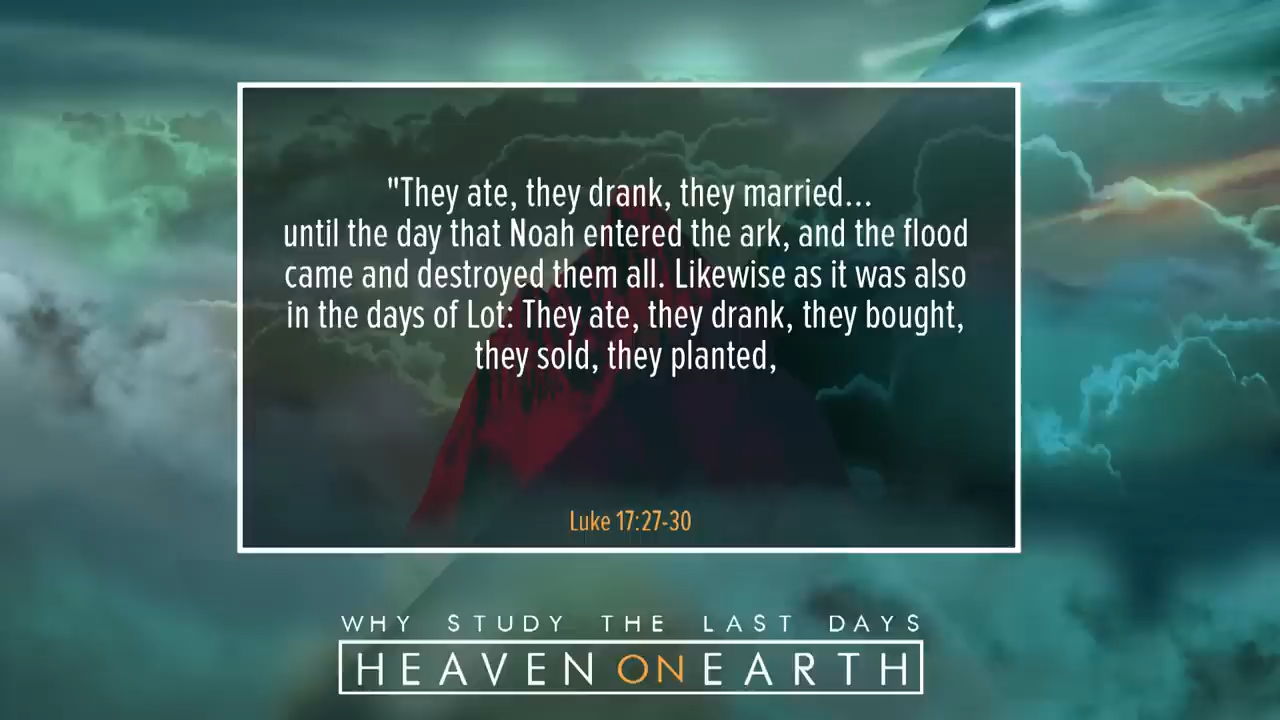 "They ate, they drank, they married...
until the day that Noah entered the ark, and the flood
came and destroyed them all. Likewise as it was also
in the days of Lot: They ate, they drank, they bought,
they sold, they planted,
Luke 17:27-30
WHY STUDY THE LAST DAYS
HEAVEN ON EARTH